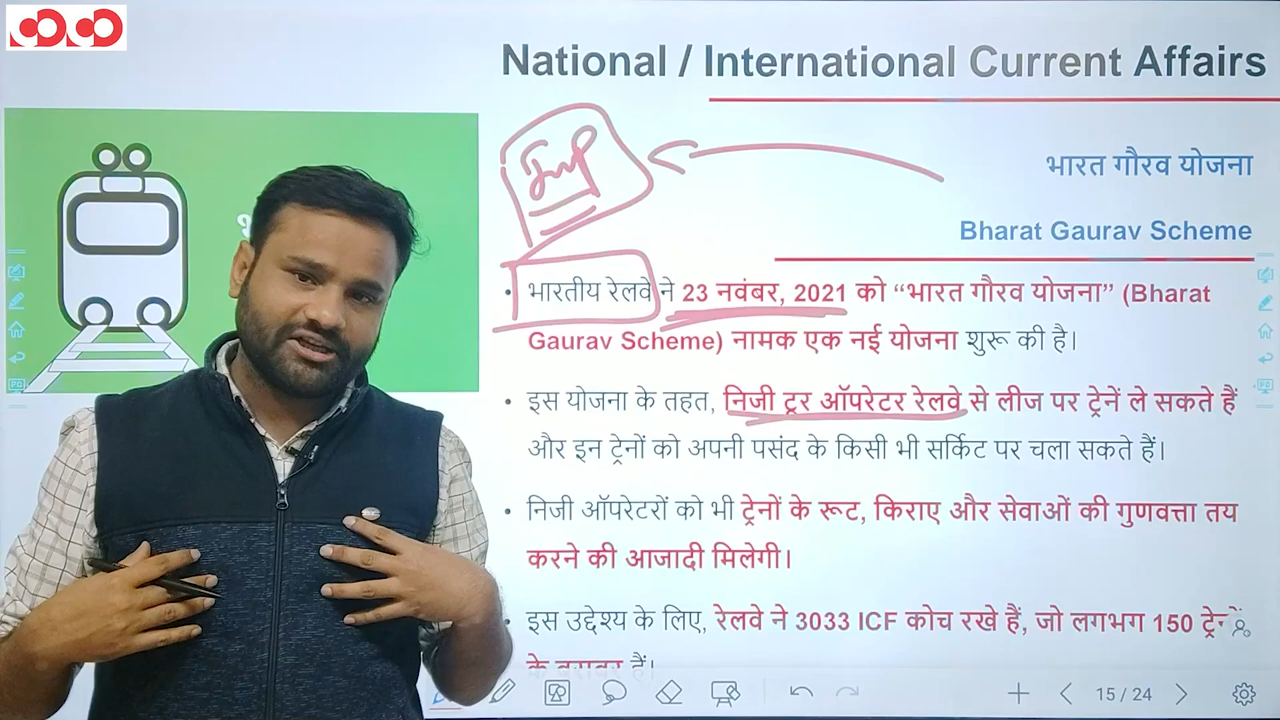 National / International Current Affairs
Imp
भारत गौरव योजना
Bharat Gaurav Scheme
• भारतीय रेलवे ने 23 नवंबर, 2021 को “भारत गौरव योजना” (Bharat
Gaurav Scheme) नामक एक नई योजना शुरू की है।
• इस योजना के तहत, निजी टूर ऑपरेटर रेलवे से लीज पर ट्रेनें ले सकते हैं
और इन ट्रेनों को अपनी पसंद के किसी भी सर्किट पर चला सकते हैं।
• निजी ऑपरेटरों को भी ट्रेनों के रूट, किराए और सेवाओं की गुणवत्ता तय
करने की आजादी मिलेगी।
• इस उद्देश्य के लिए, रेलवे ने 3033 ICF कोच रखे हैं, जो लगभग 150
के बराबर हैं।
15 / 24